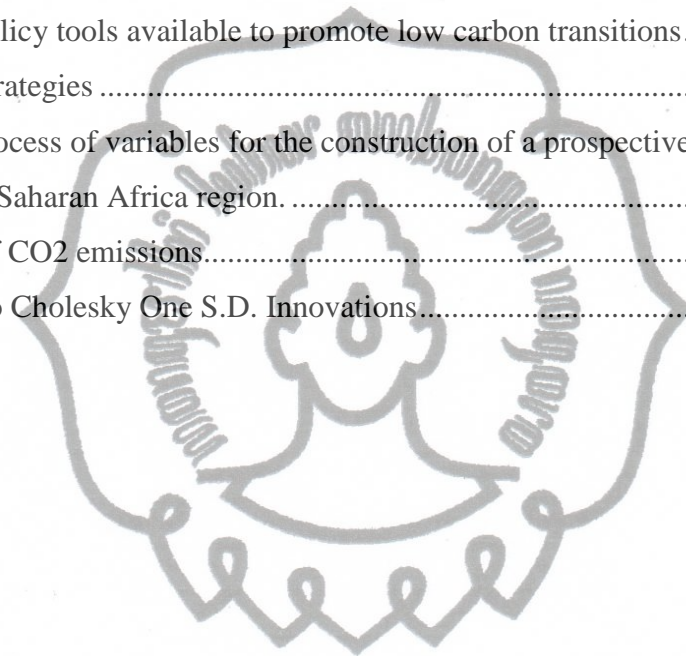 licy tools available to promote low carbon transitions.
rategies ........................................................................
ocess of variables for the construction of a prospective
Saharan Africa region. ........................................................
f CO2 emissions...................................................................
o Cholesky One S.D. Innovations......................................